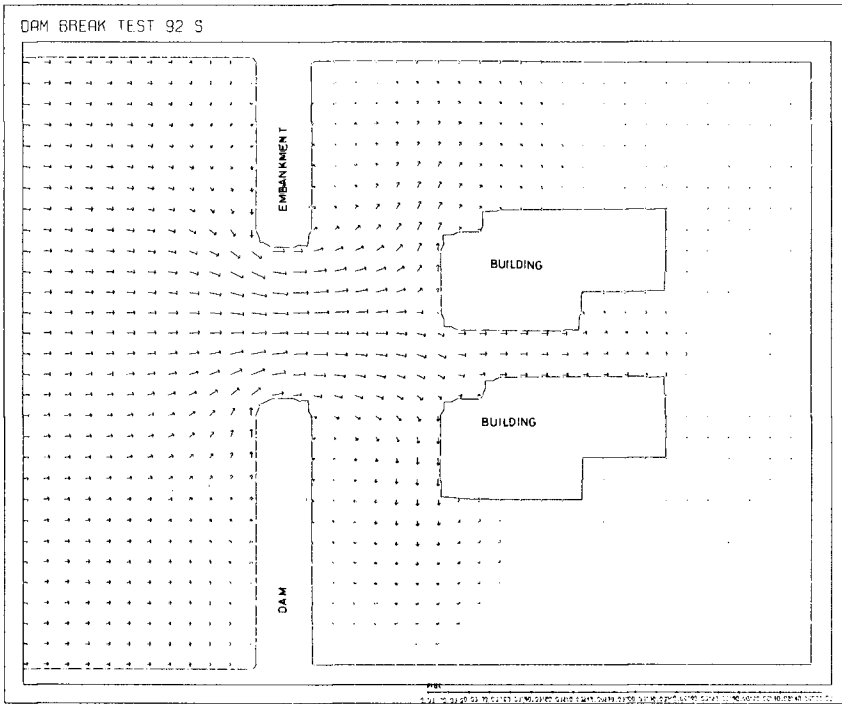 DAM BREAK TEST 92 S
EMBANKMENT
BUILDING
BUILDING
DAM